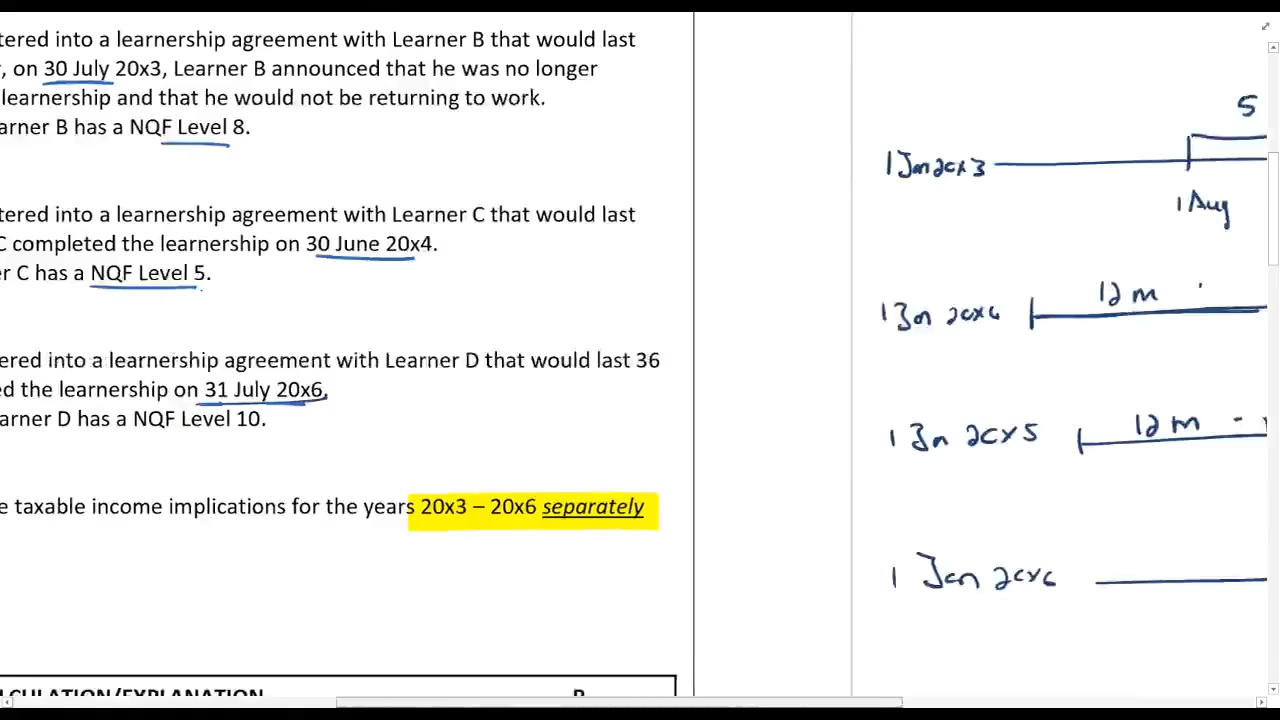 tered into a learnership agreement with Learner B that would last
, on 30 July 20x3, Learner B announced that he was no longer
learnership and that he would not be returning to work.
arner B has a NQF Level 8.
tered into a learnership agreement with Learner C that would last
C completed the learnership on 30 June 20x4.
er C has a NQF Level 5.
ered into a learnership agreement with Learner D that would last 36
ed the learnership on 31 July 20x6,
arner D has a NQF Level 10.
e taxable income implications for the years 20x3 – 20x6 separately
LCULATION/EXPLANATION R
5
1 Jan 20x3
1 Aug
12 m
1 Jan 20x4
12 m
1 Jan 20x5
1 Jan 20x6